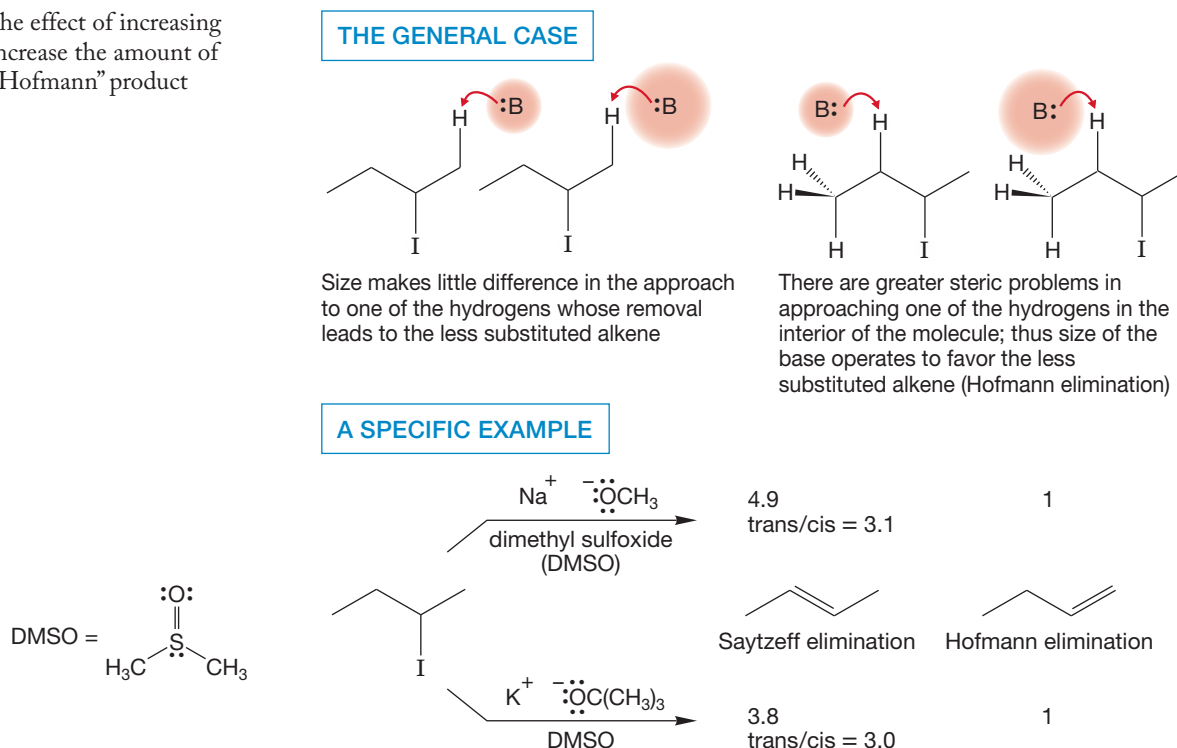 he effect of increasing
ncrease the amount of
Hofmann” product
THE GENERAL CASE
H :B
H :B
I
I
B: H
H
H
H
I
B: H
H
H
H
I
Size makes little difference in the approach
to one of the hydrogens whose removal
leads to the less substituted alkene
There are greater steric problems in
approaching one of the hydrogens in the
interior of the molecule; thus size of the
base operates to favor the less
substituted alkene (Hofmann elimination)
A SPECIFIC EXAMPLE
Na+ −:ÖCH3
dimethyl sulfoxide
(DMSO)
4.9 1
trans/cis = 3.1
DMSO =
:O:
S
H3C CH3
I
Saytzeff elimination Hofmann elimination
K+ −:ÖC(CH3)3
DMSO
3.8 1
trans/cis = 3.0